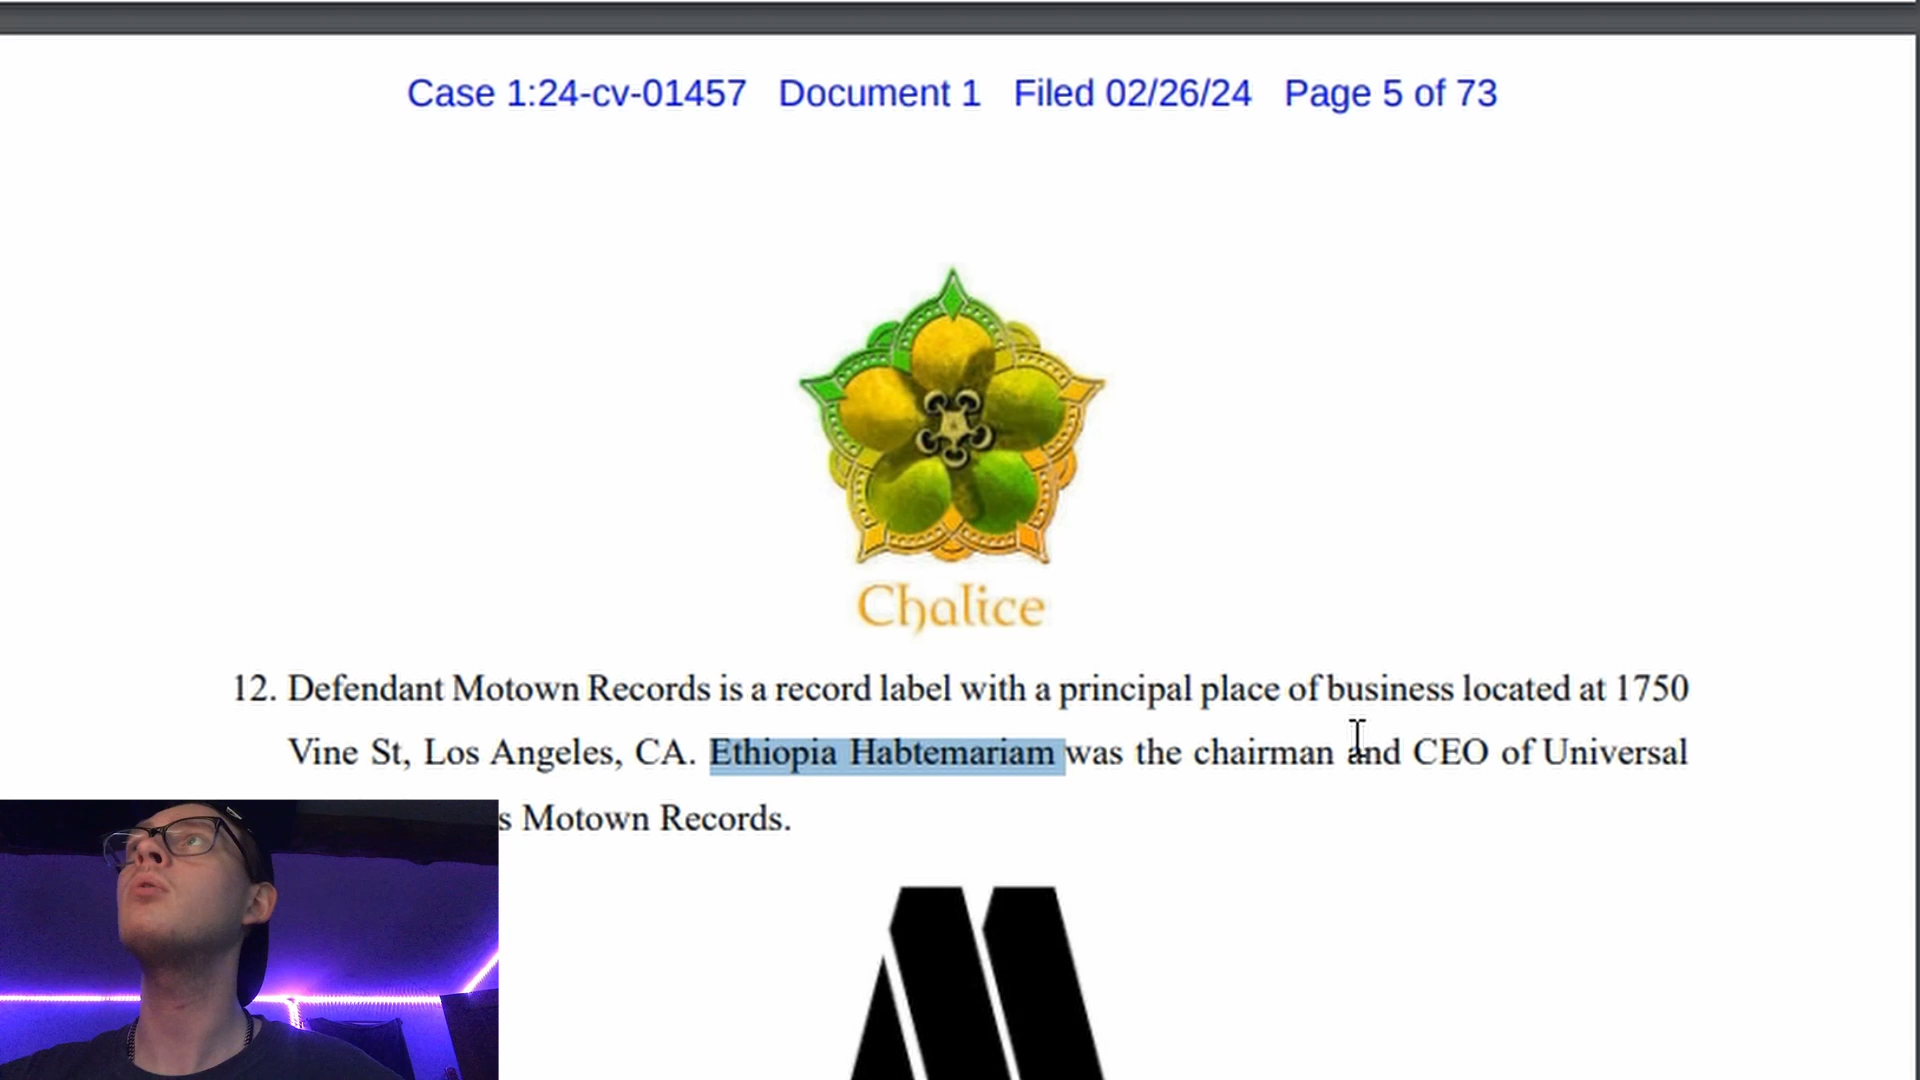 Case 1:24-cv-01457 Document 1 Filed 02/26/24 Page 5 of 73
Chalice
12. Defendant Motown Records is a record label with a principal place of business located at 1750
Vine St, Los Angeles, CA. Ethiopia Habtemariam was the chairman and CEO of Universal
s Motown Records.